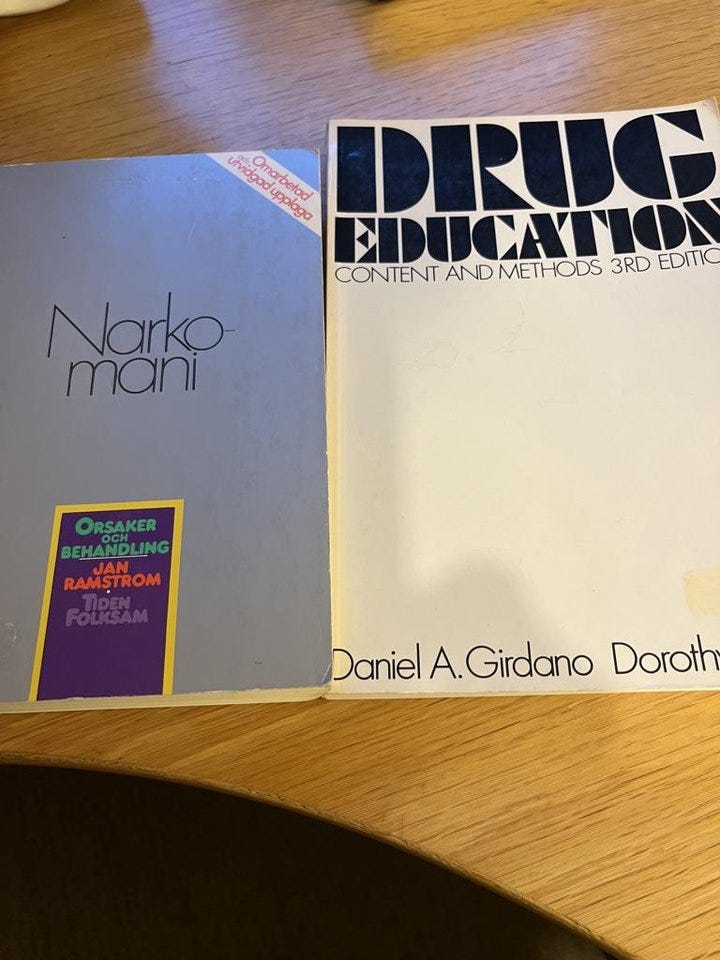 Omarbetad
och
utvidgad upplaga
Narko-
mani
ORSAKER
OCH
BEHANDLING
JAN
RAMSTROM
TIDEN
FOLKSAM
DRUG
EDUCATION
CONTENT AND METHODS 3RD EDITIO
Daniel A. Girdano Dorothy